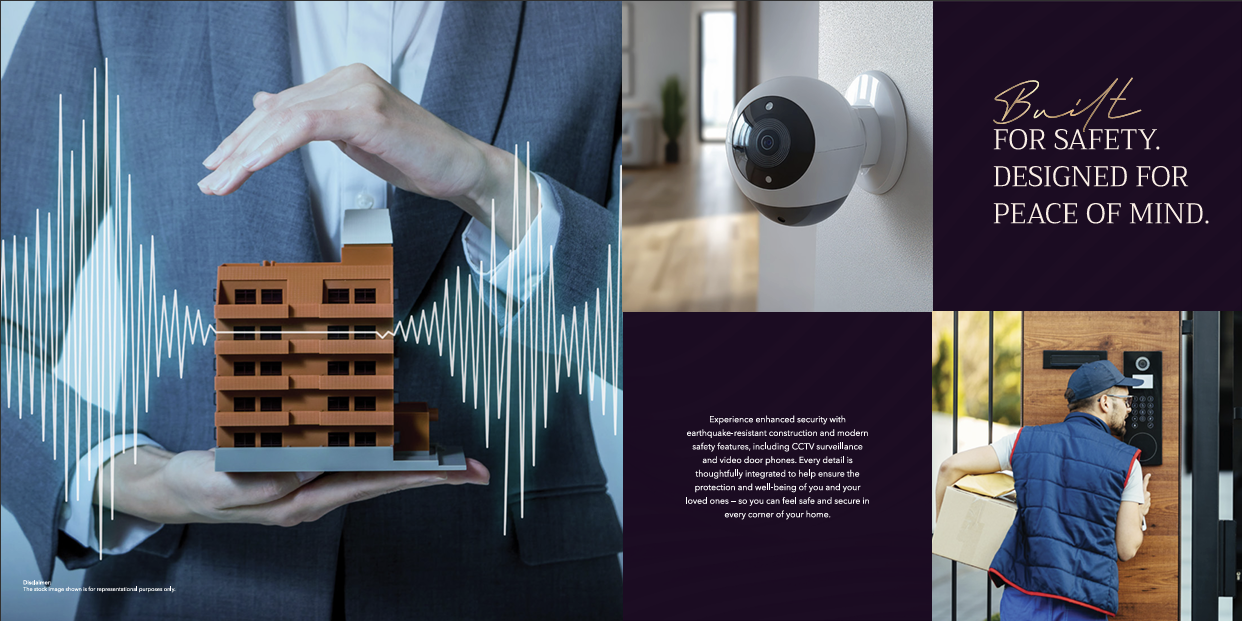 Built
FOR SAFETY.
DESIGNED FOR
PEACE OF MIND.
Experience enhanced security with
earthquake-resistant construction and modern
safety features, including CCTV surveillance
and video door phones. Every detail is
thoughtfully integrated to help ensure the
protection and well-being of you and your
loved ones – so you can feel safe and secure in
every corner of your home.
Disclaimer:
The stock image shown is for representational purposes only.